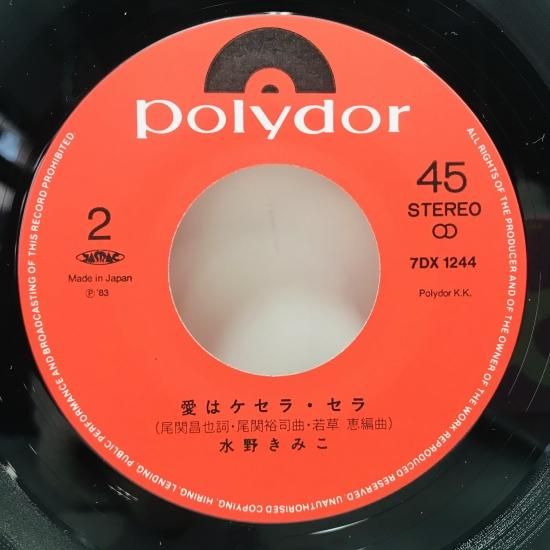 polydor
2
JASRAC
Made in Japan
Ⓟ '83
45
STEREO
7DX 1244
Polydor K.K.
愛はケセラ・セラ
(尾関昌也詞・尾関裕司曲・若草 恵編曲)
水野きみこ
ALL RIGHTS OF THE PRODUCER AND OF THE OWNER OF THE WORK REPRODUCED RESERVED. UNAUTHORISED COPYING, HIRING, LENDING, PUBLIC PERFORMANCE AND BROADCASTING OF THIS RECORD PROHIBITED.